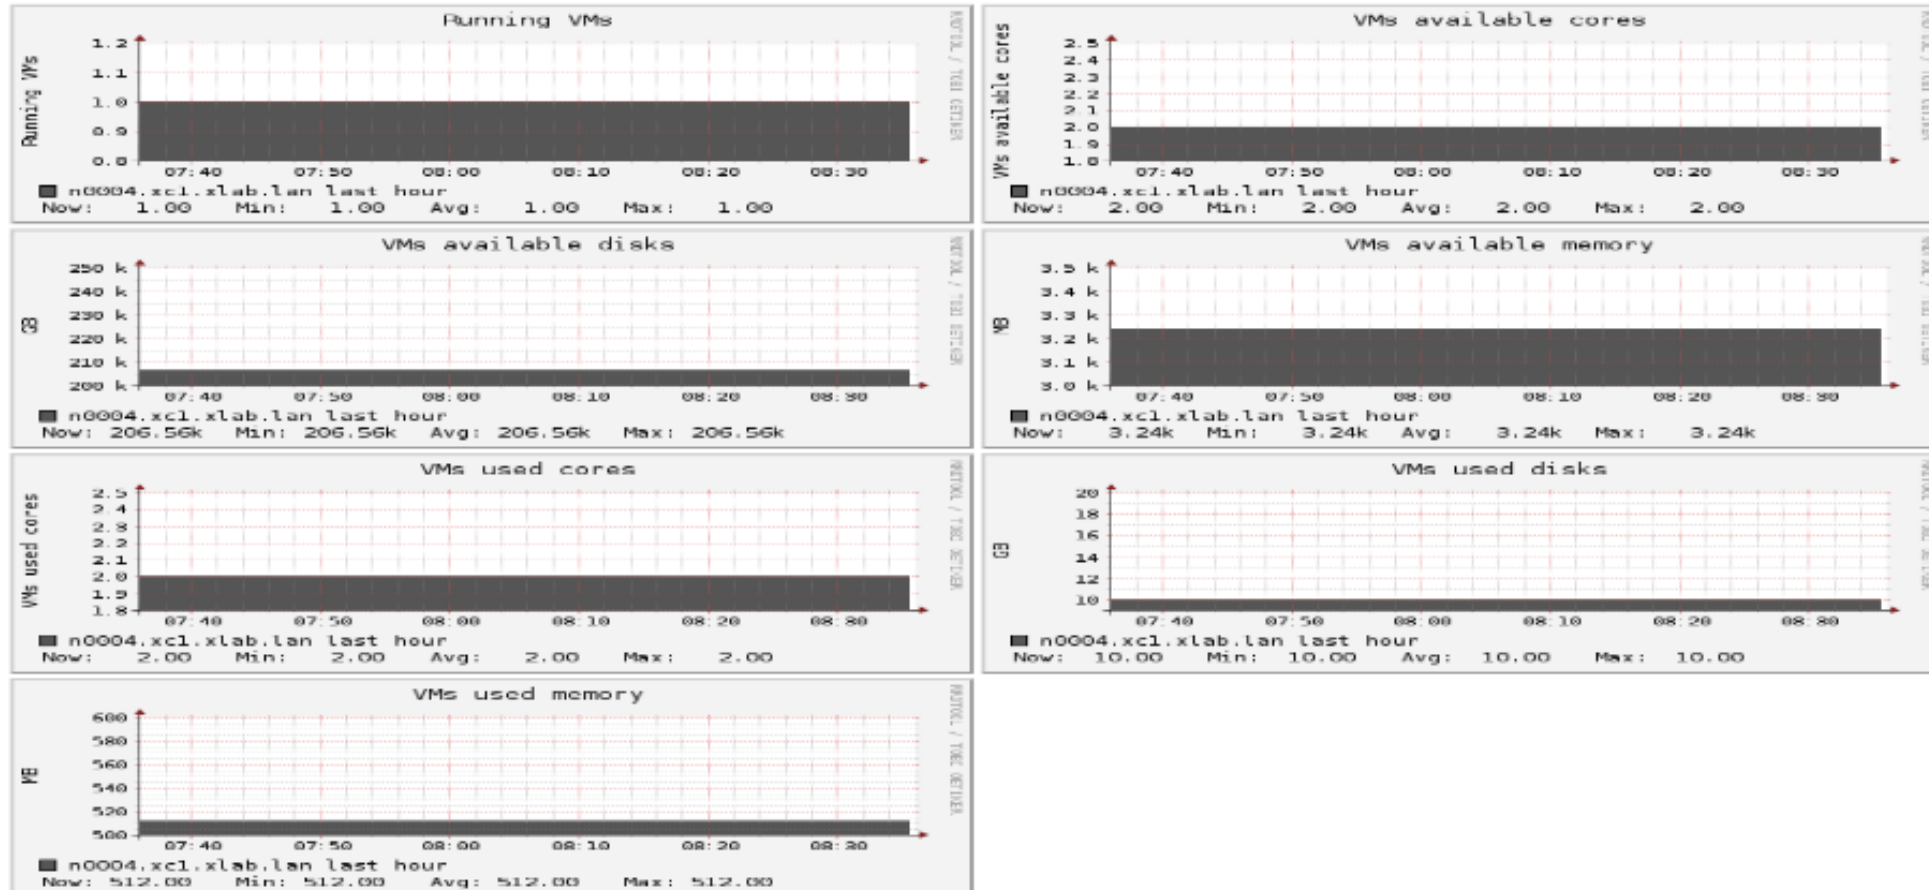 Running VMs
Running VMs
1.2
1.1
1.0
0.9
0.8
07:40 07:50 08:00 08:10 08:20 08:30
n0004.xc1.xlab.lan last hour
Now: 1.00 Min: 1.00 Avg: 1.00 Max: 1.00
VMs available cores
VMs available cores
2.5
2.4
2.3
2.2
2.1
2.0
1.9
1.8
07:40 07:50 08:00 08:10 08:20 08:30
n0004.xc1.xlab.lan last hour
Now: 2.00 Min: 2.00 Avg: 2.00 Max: 2.00
VMs available disks
GB
250 k
240 k
230 k
220 k
210 k
200 k
07:40 07:50 08:00 08:10 08:20 08:30
n0004.xc1.xlab.lan last hour
Now: 206.56k Min: 206.56k Avg: 206.56k Max: 206.56k
VMs available memory
MB
3.5 k
3.4 k
3.3 k
3.2 k
3.1 k
3.0 k
07:40 07:50 08:00 08:10 08:20 08:30
n0004.xc1.xlab.lan last hour
Now: 3.24k Min: 3.24k Avg: 3.24k Max: 3.24k
VMs used cores
VMs used cores
2.5
2.4
2.3
2.2
2.1
2.0
1.9
1.8
07:40 07:50 08:00 08:10 08:20 08:30
n0004.xc1.xlab.lan last hour
Now: 2.00 Min: 2.00 Avg: 2.00 Max: 2.00
VMs used disks
GB
20
18
16
14
12
10
07:40 07:50 08:00 08:10 08:20 08:30
n0004.xc1.xlab.lan last hour
Now: 10.00 Min: 10.00 Avg: 10.00 Max: 10.00
VMs used memory
MB
600
580
560
540
520
500
07:40 07:50 08:00 08:10 08:20 08:30
n0004.xc1.xlab.lan last hour
Now: 512.00 Min: 512.00 Avg: 512.00 Max: 512.00